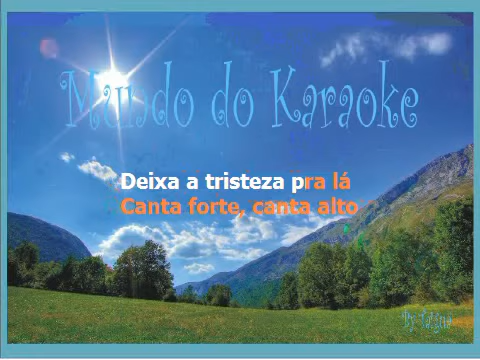 Mundo do Karaoke
Deixa a tristeza pra lá
Canta forte, canta alto